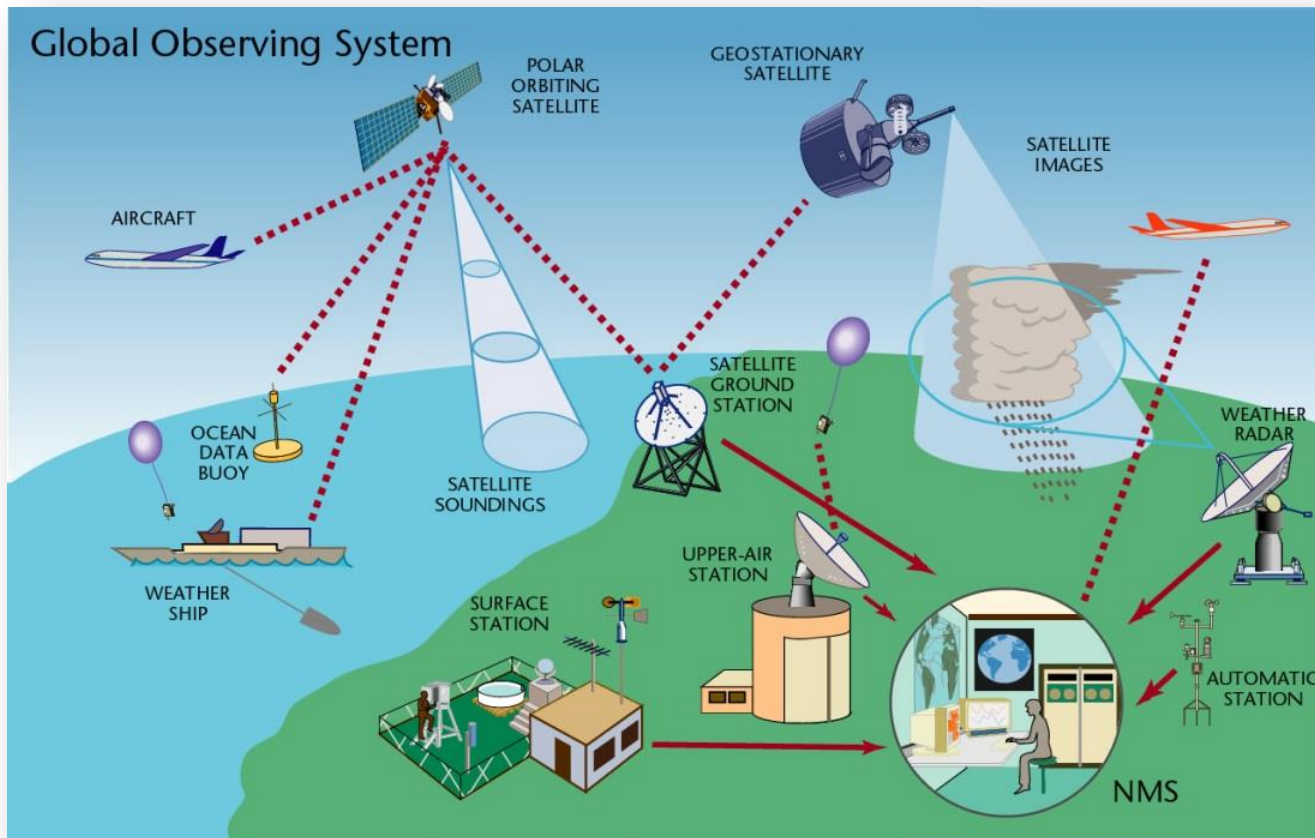 Global Observing System
POLAR
ORBITING
SATELLITE
GEOSTATIONARY
SATELLITE
SATELLITE
IMAGES
AIRCRAFT
SATELLITE
GROUND
STATION
OCEAN
DATA
BUOY
WEATHER
RADAR
SATELLITE
SOUNDINGS
UPPER-AIR
STATION
WEATHER
SHIP
SURFACE
STATION
AUTOMATIC
STATION
NMS